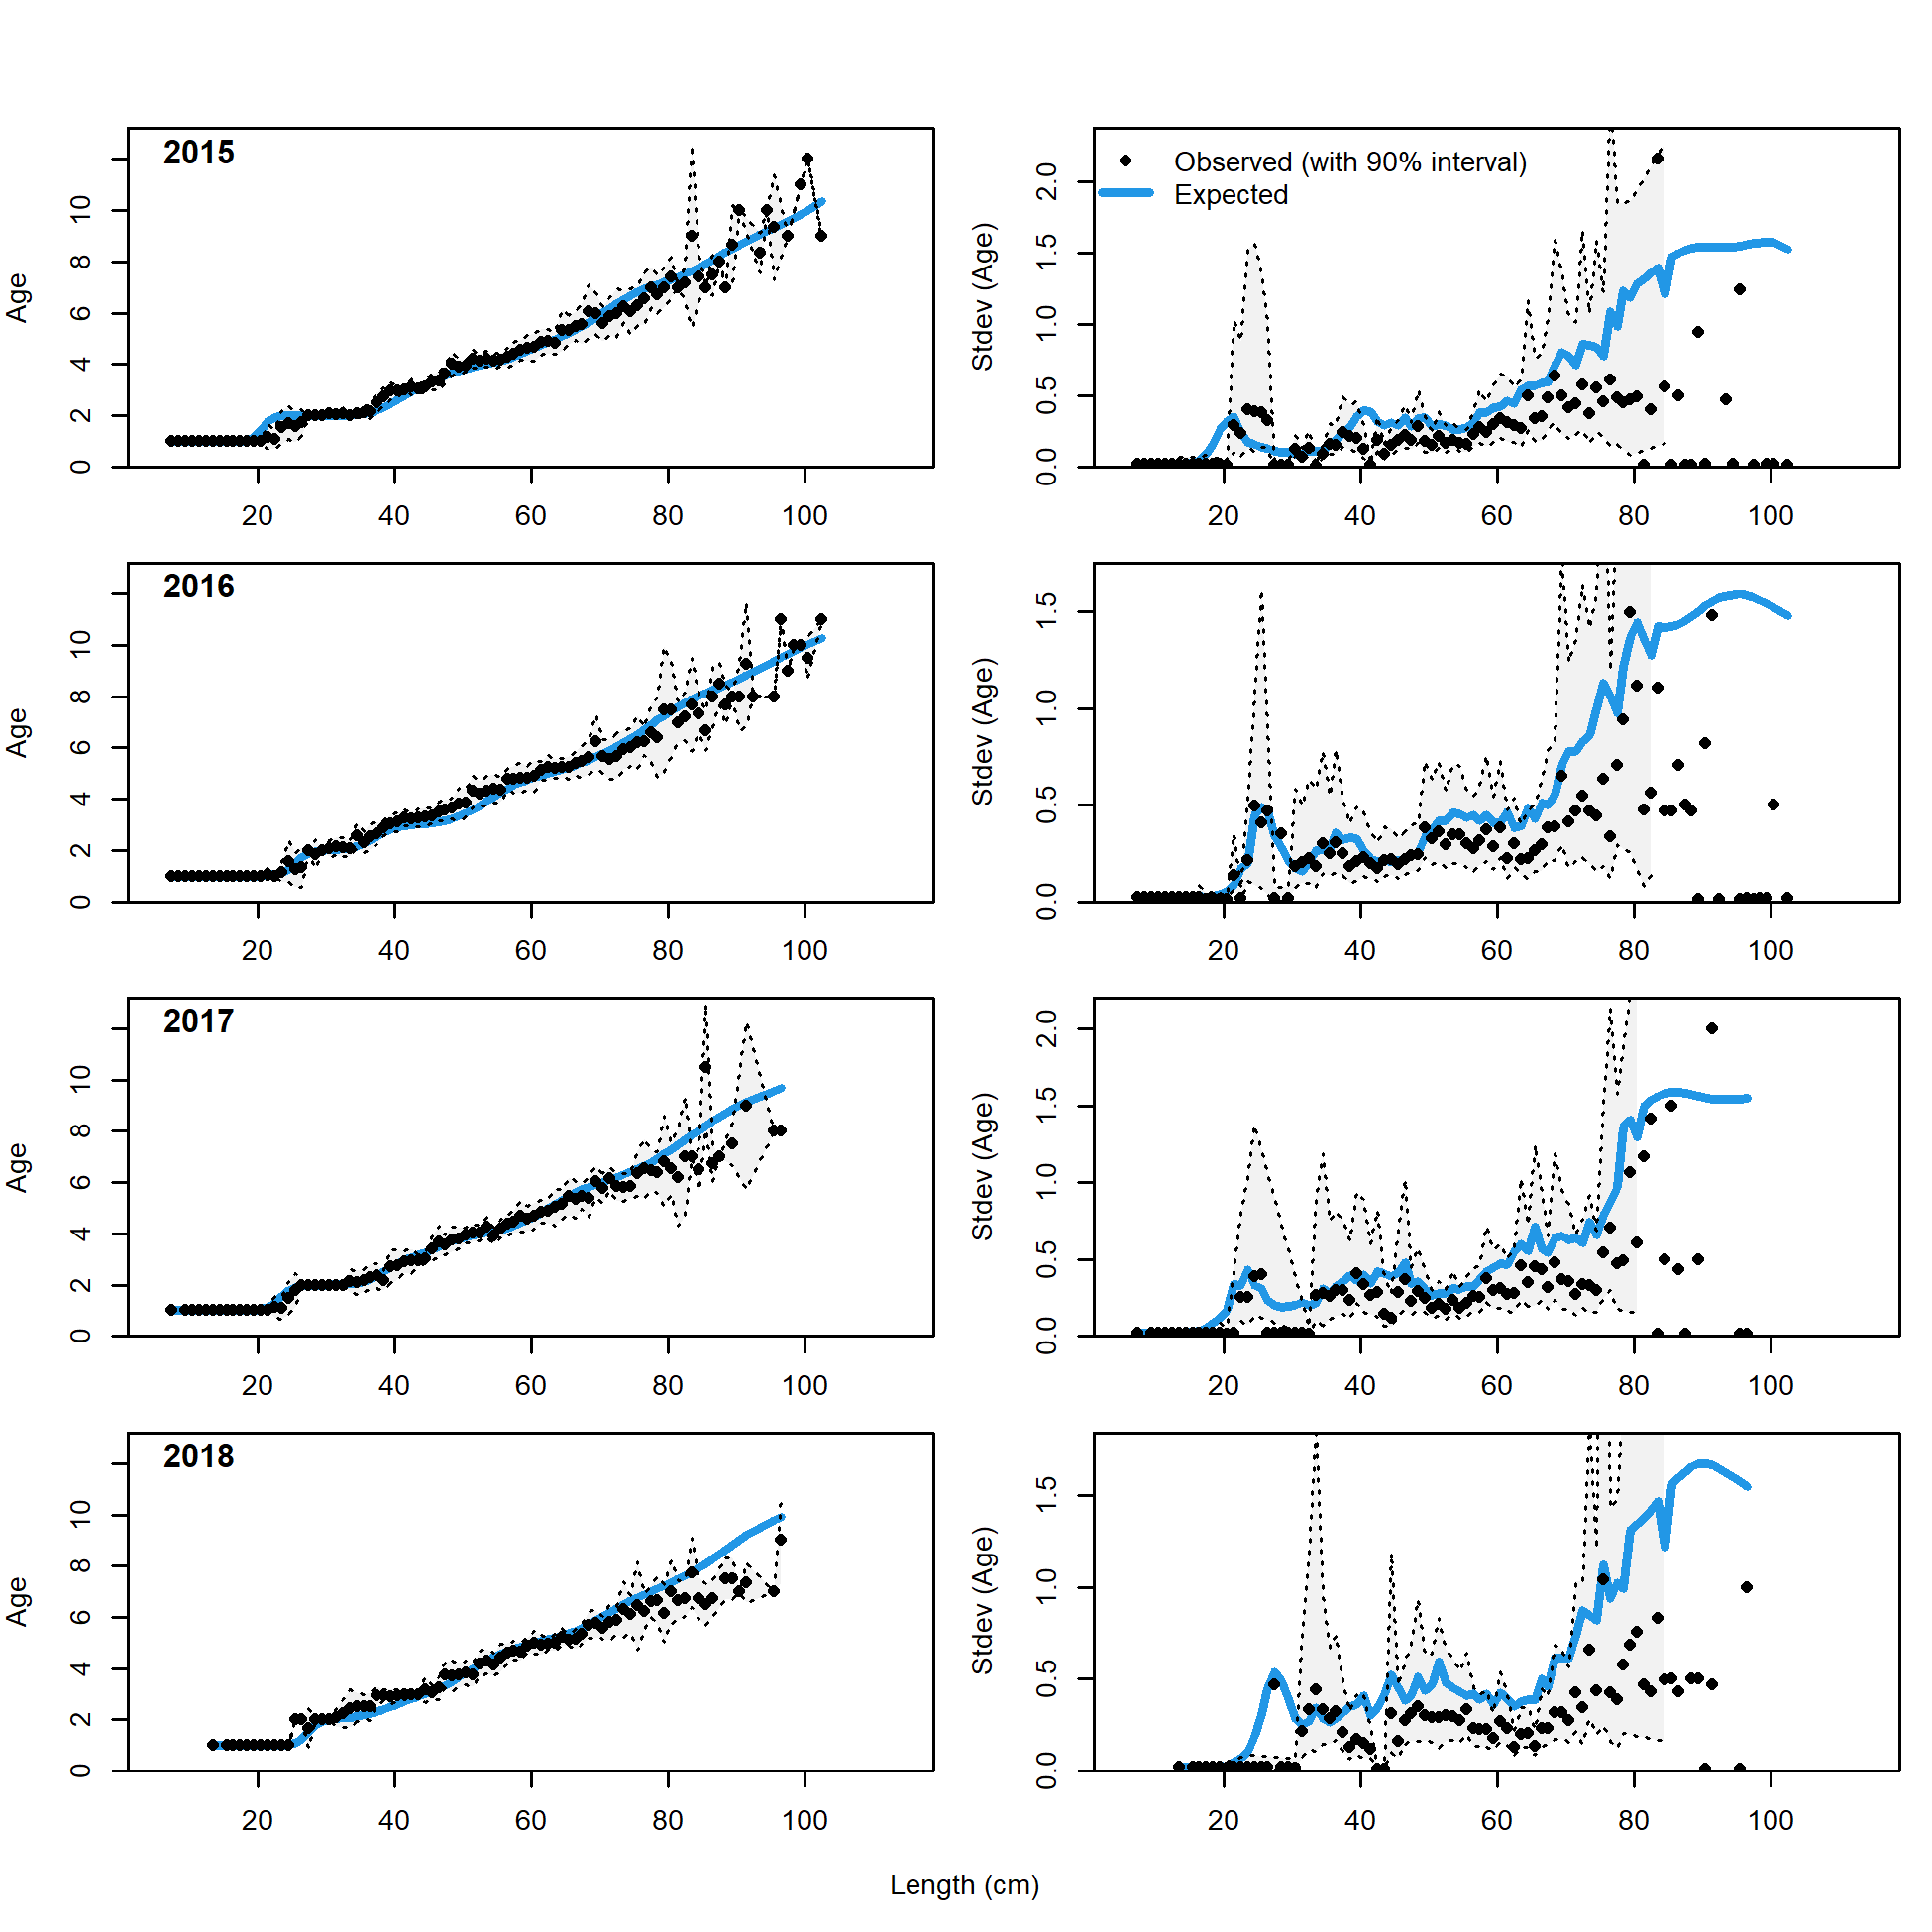 2015
Age
0 2 4 6 8 10
20 40 60 80 100
Observed (with 90% interval)
Expected
Stdev (Age)
0.0 0.5 1.0 1.5 2.0
20 40 60 80 100
2016
Age
0 2 4 6 8 10
20 40 60 80 100
Stdev (Age)
0.0 0.5 1.0 1.5
20 40 60 80 100
2017
Age
0 2 4 6 8 10
20 40 60 80 100
Stdev (Age)
0.0 0.5 1.0 1.5 2.0
20 40 60 80 100
2018
Age
0 2 4 6 8 10
20 40 60 80 100
Stdev (Age)
0.0 0.5 1.0 1.5
20 40 60 80 100
Length (cm)